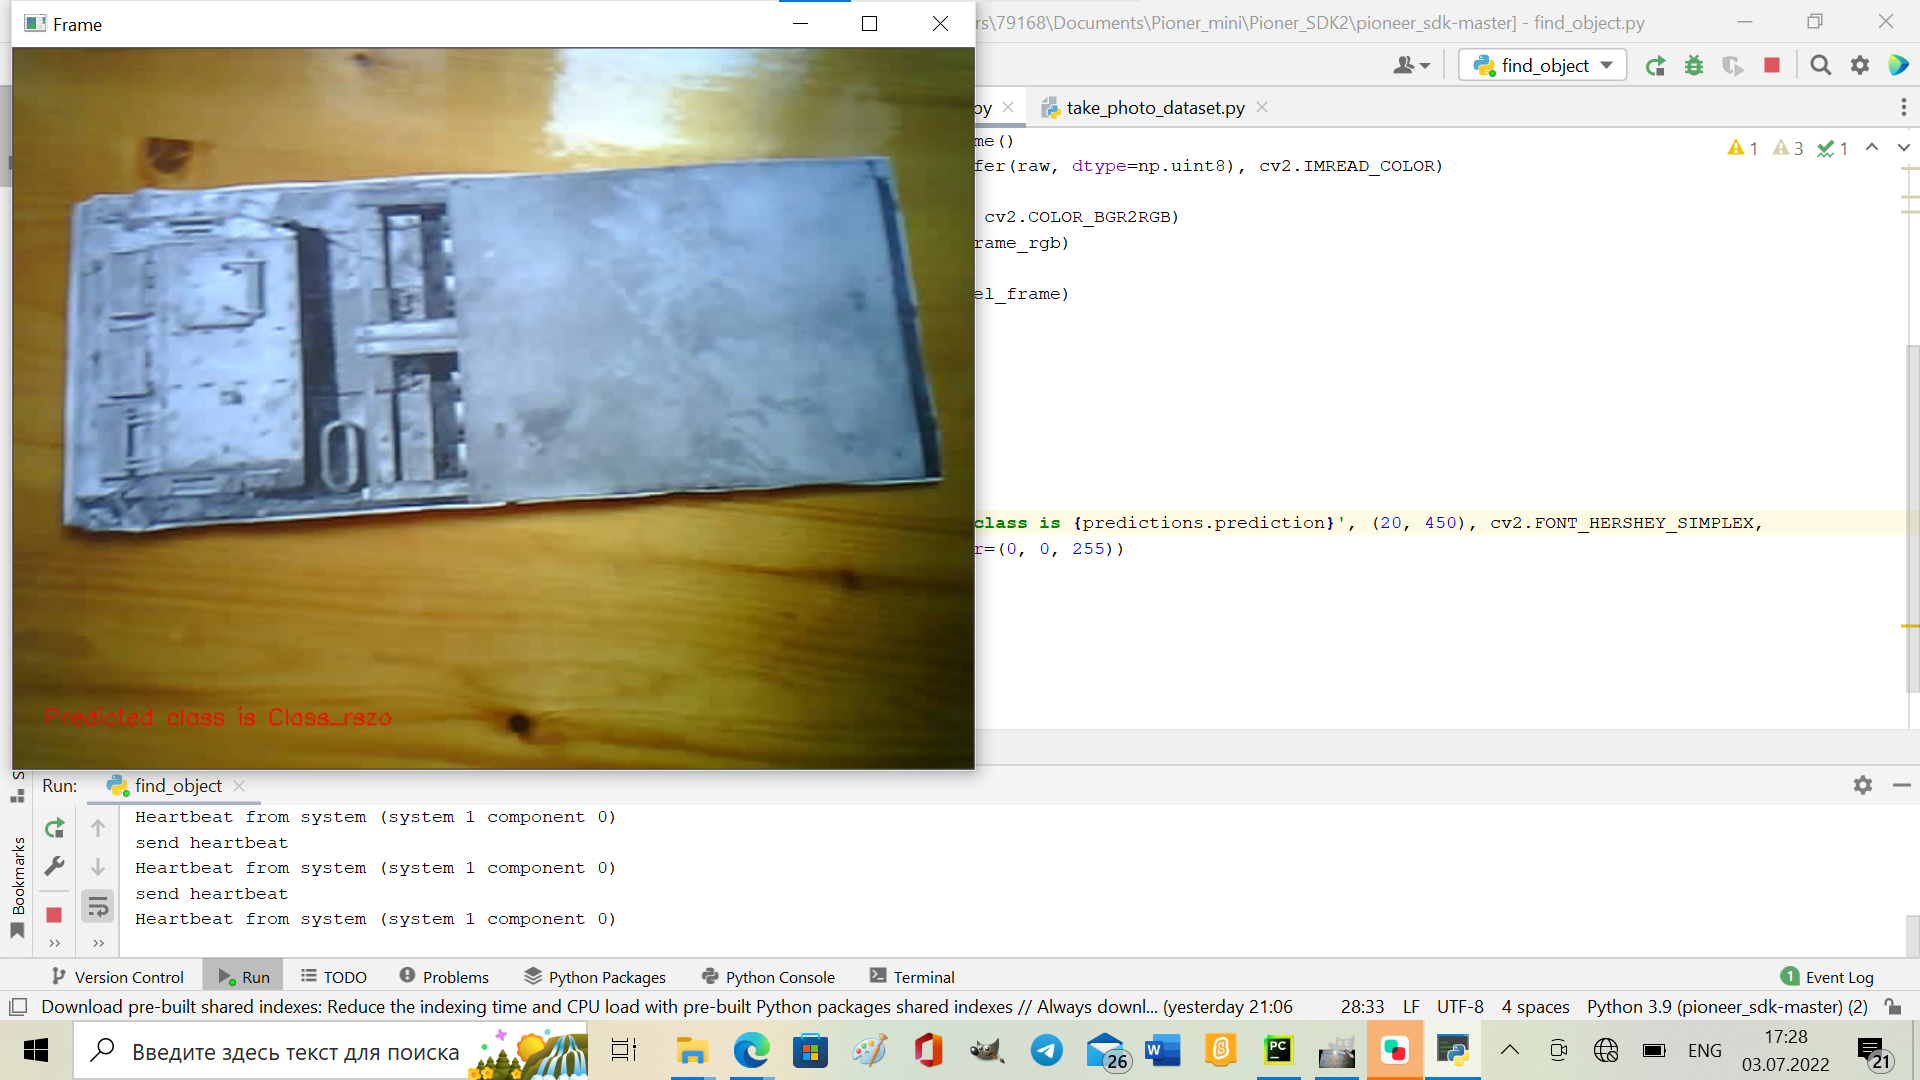 Frame
rs\79168\Documents\Pioner_mini\Pioner_SDK2\pioneer_sdk-master] - find_object.py
find_object
py
take_photo_dataset.py
me()
fer(raw, dtype=np.uint8), cv2.IMREAD_COLOR)
1 3 1
cv2.COLOR_BGR2RGB)
rame_rgb)
el_frame)
class is {predictions.prediction}', (20, 450), cv2.FONT_HERSHEY_SIMPLEX,
r=(0, 0, 255))
Predicted class is Class_rszo
Run: find_object
Heartbeat from system (system 1 component 0)
send heartbeat
Heartbeat from system (system 1 component 0)
send heartbeat
Heartbeat from system (system 1 component 0)
Bookmarks
Version Control Run TODO Problems Python Packages Python Console Terminal 1 Event Log
Download pre-built shared indexes: Reduce the indexing time and CPU load with pre-built Python packages shared indexes // Always downl... (yesterday 21:06 28:33 LF UTF-8 4 spaces Python 3.9 (pioneer_sdk-master) (2)
Введите здесь текст для поиска
26
W
PC
ENG
17:28
03.07.2022
21